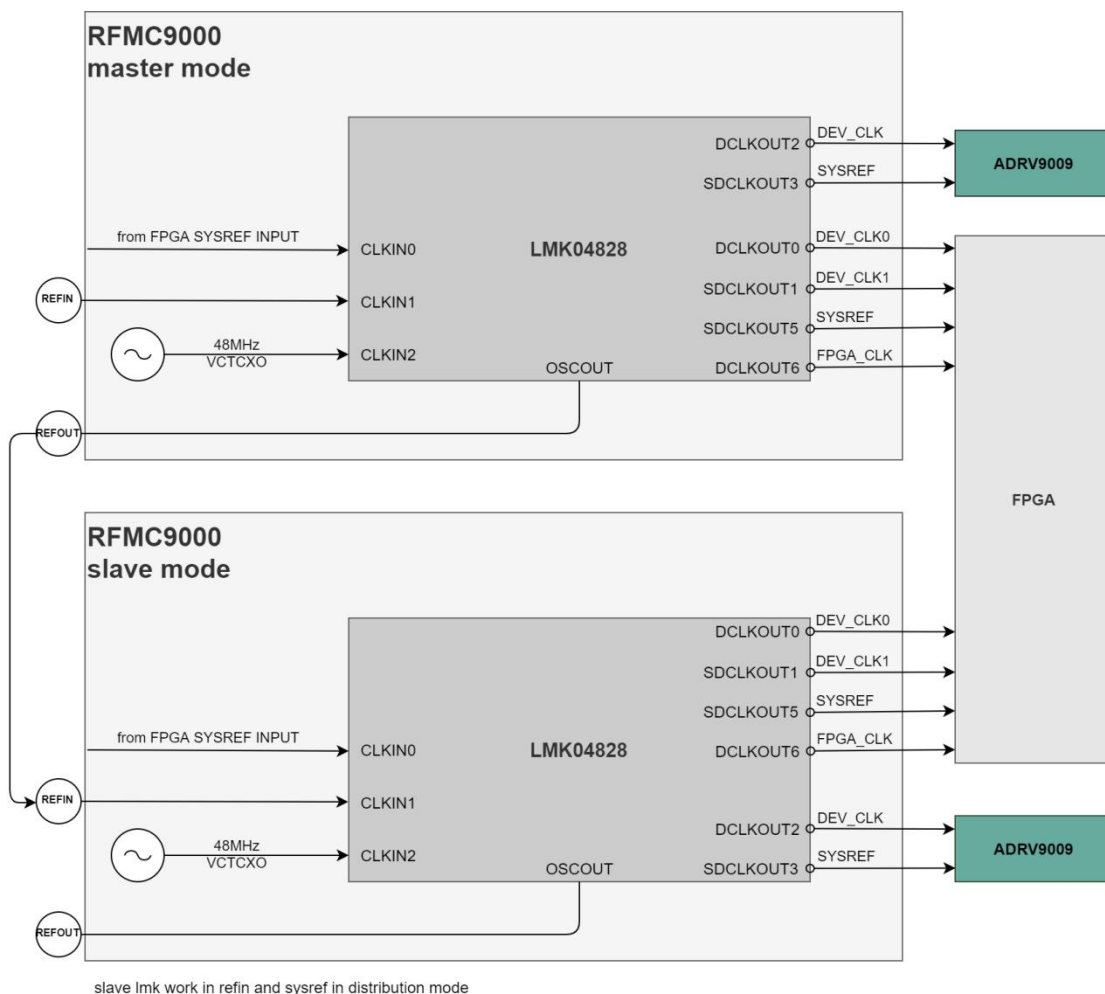 RFMC9000
master mode
DCLKOUT2
DEV_CLK
SDCLKOUT3
SYSREF
ADRV9009
from FPGA SYSREF INPUT
CLKIN0
LMK04828
DCLKOUT0
DEV_CLK0
REFIN
CLKIN1
SDCLKOUT1
DEV_CLK1
SDCLKOUT5
SYSREF
48MHz
VCTCXO
CLKIN2
OSCOUT
DCLKOUT6
FPGA_CLK
REFOUT
FPGA
RFMC9000
slave mode
DCLKOUT0
DEV_CLK0
SDCLKOUT1
DEV_CLK1
SDCLKOUT5
SYSREF
from FPGA SYSREF INPUT
CLKIN0
LMK04828
DCLKOUT6
FPGA_CLK
REFIN
CLKIN1
DCLKOUT2
DEV_CLK
48MHz
VCTCXO
CLKIN2
OSCOUT
SDCLKOUT3
SYSREF
ADRV9009
REFOUT
slave lmk work in refin and sysref in distribution mode